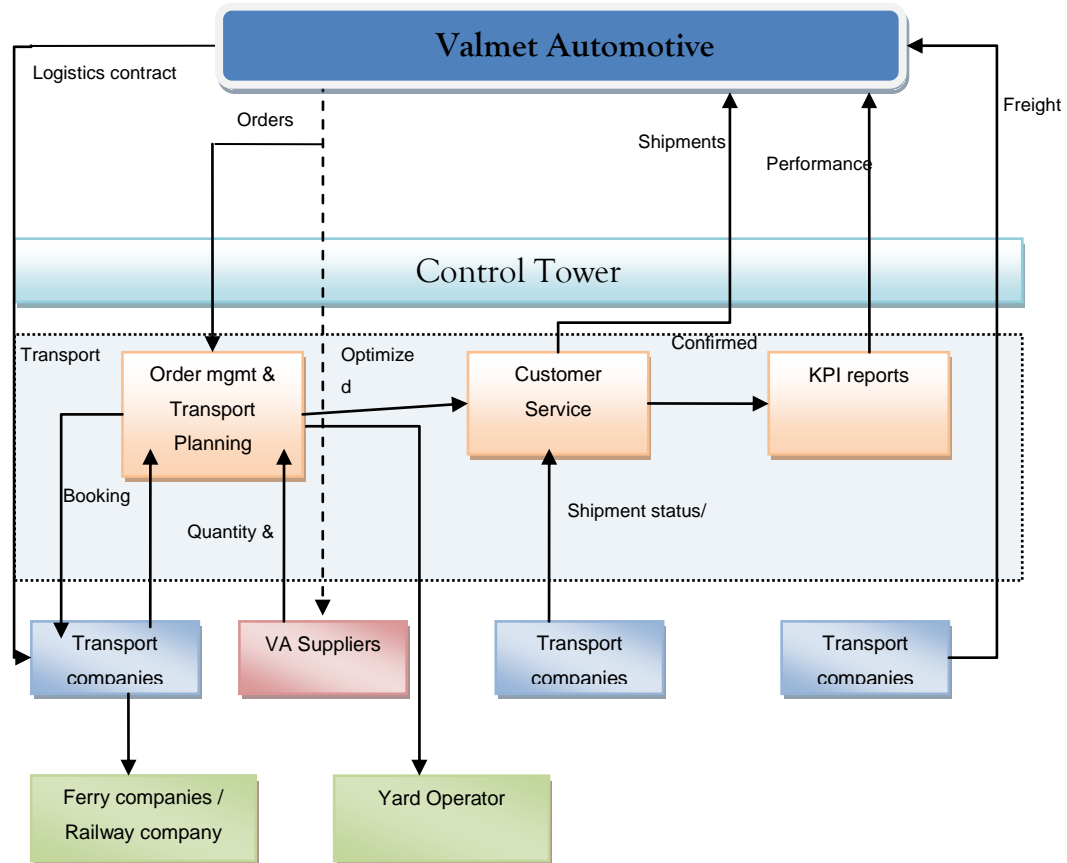 Valmet Automotive
Logistics contract
Freight
Orders
Shipments
Performance
Control Tower
Transport
Optimize
d
Confirmed
Order mgmt &
Transport
Planning
Customer
Service
KPI reports
Booking
Quantity &
Shipment status/
Transport
companies
VA Suppliers
Transport
companies
Transport
companies
Ferry companies /
Railway company
Yard Operator